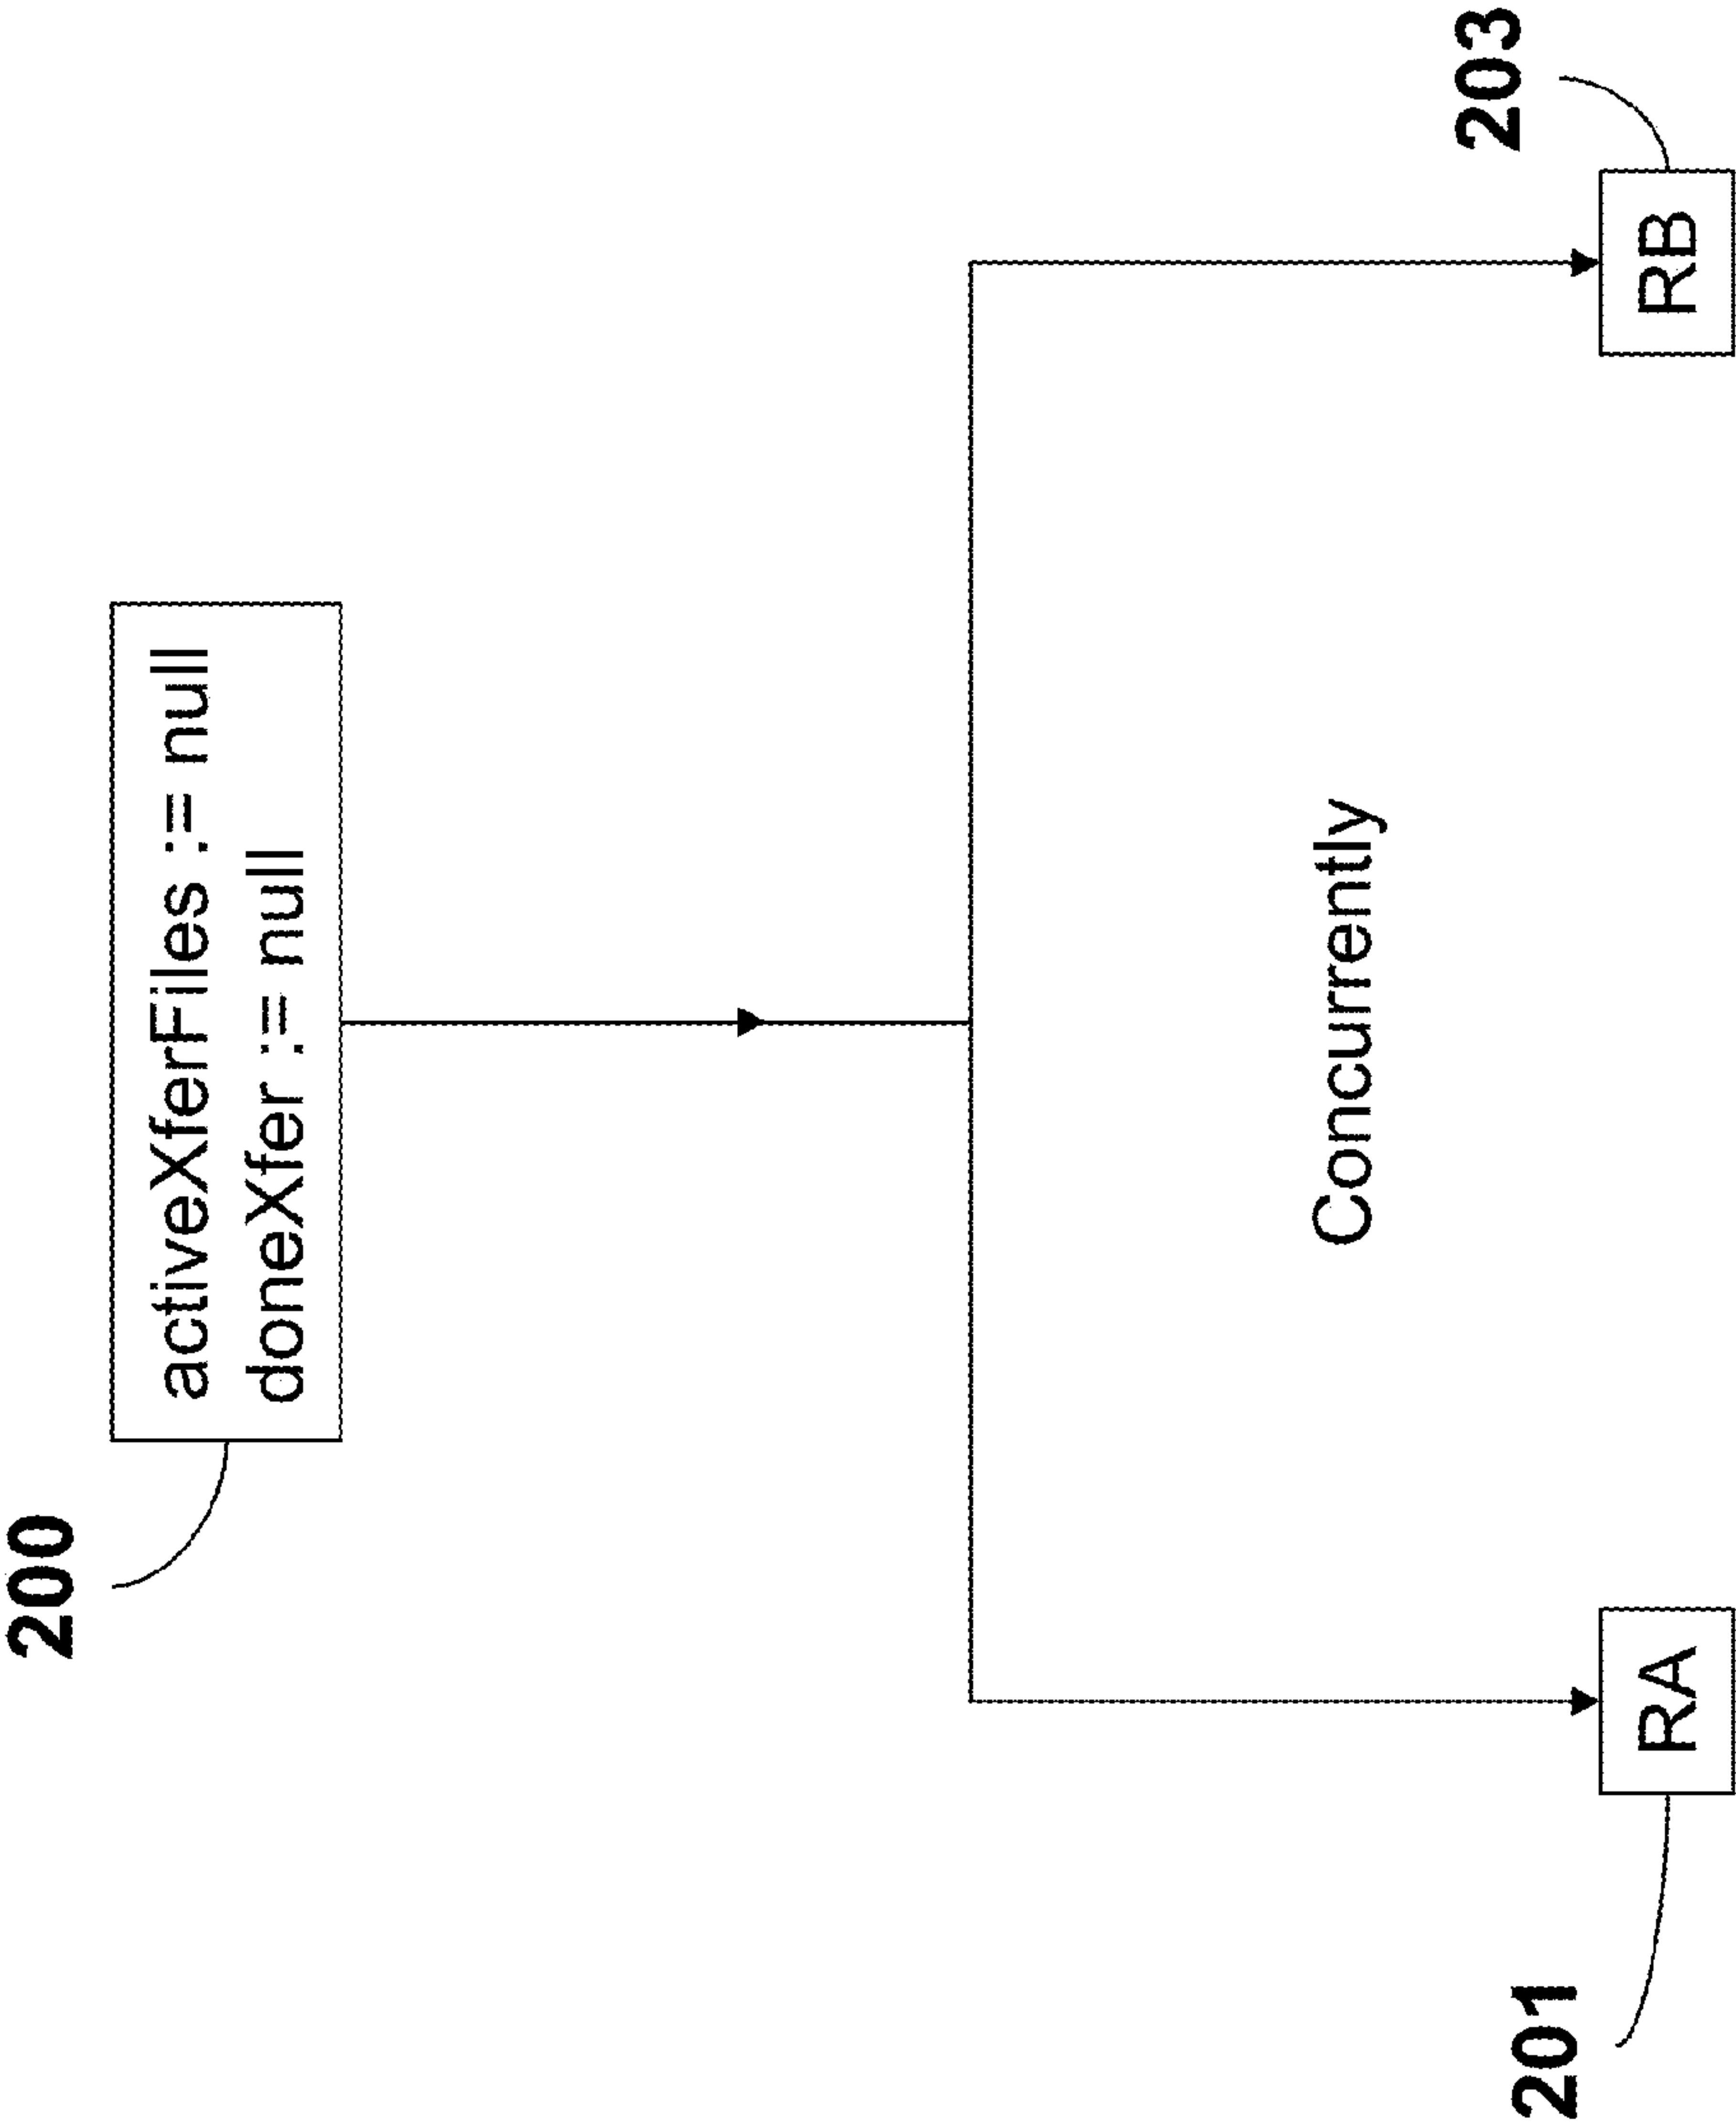 200
activeXferFiles := null
doneXfer := null
Concurrently
201
RA
203
RB